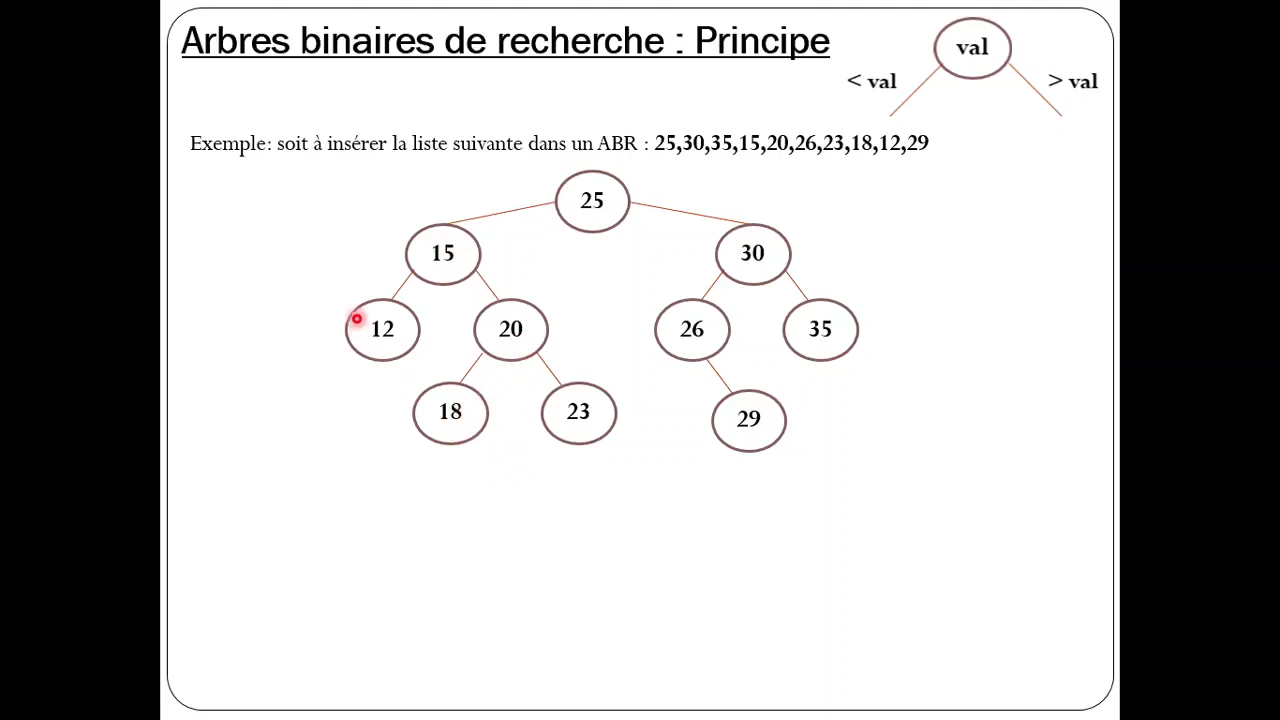 Arbres binaires de recherche : Principe
val
< val
> val
Exemple: soit à insérer la liste suivante dans un ABR : 25,30,35,15,20,26,23,18,12,29
25
15
30
12
20
26
35
18
23
29